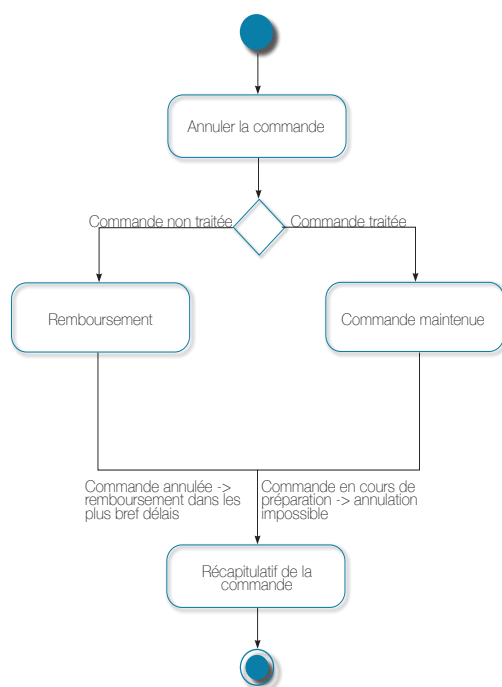 Annuler la commande
Commande non traitée
Commande traitée
Remboursement
Commande maintenue
Commande annulée ->
remboursement dans les
plus bref délais
Commande en cours de
préparation -> annulation
impossible
Récapitulatif de la
commande